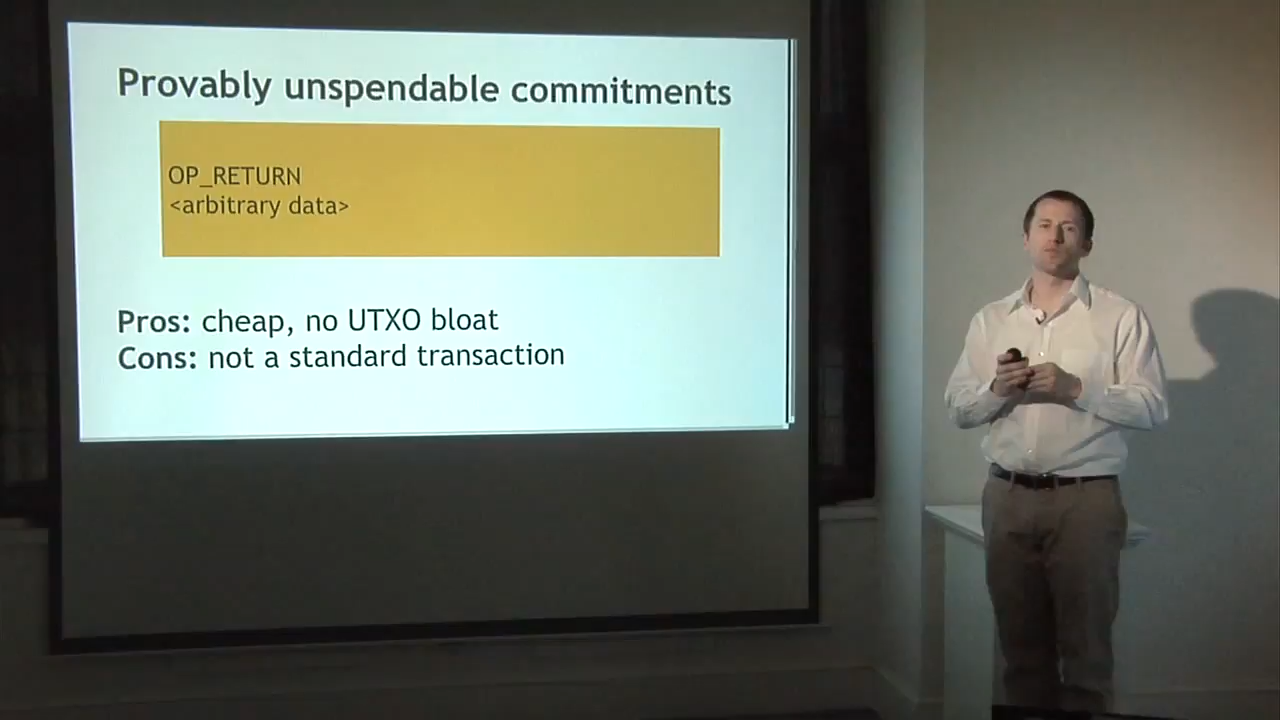 Provably unspendable commitments
OP_RETURN
<arbitrary data>
Pros: cheap, no UTXO bloat
Cons: not a standard transaction